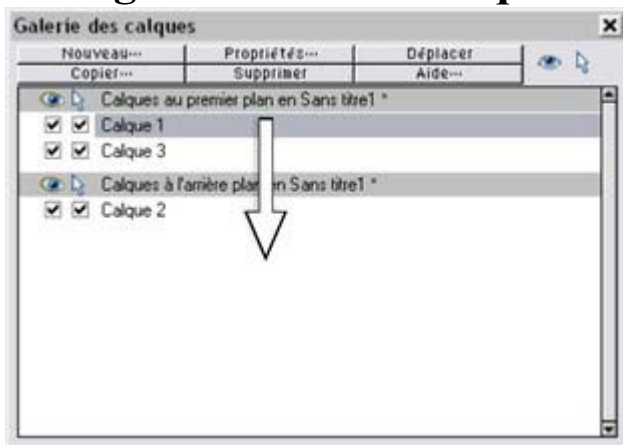 Galerie des calques
Nouveau... Propriétés... Déplacer
Copier... Supprimer Aide...
Calques au premier plan en Sans titre1 *
Calque 1
Calque 3
Calques à l'arrière plan en Sans titre1 *
Calque 2